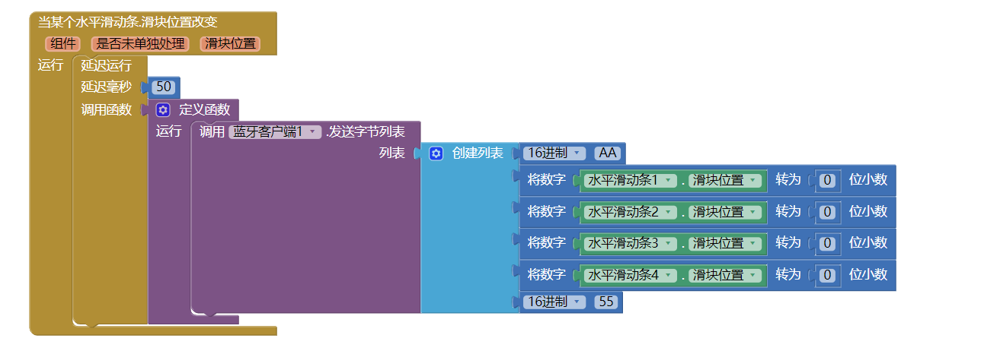 当某个水平滑动条.滑块位置改变
组件 是否未单独处理 滑块位置
运行 延迟运行
延迟毫秒 50
调用函数 定义函数
运行 调用 蓝牙客户端1 .发送字节列表
列表 创建列表 16进制 AA
将数字 水平滑动条1 . 滑块位置 转为 0 位小数
将数字 水平滑动条2 . 滑块位置 转为 0 位小数
将数字 水平滑动条3 . 滑块位置 转为 0 位小数
将数字 水平滑动条4 . 滑块位置 转为 0 位小数
16进制 55